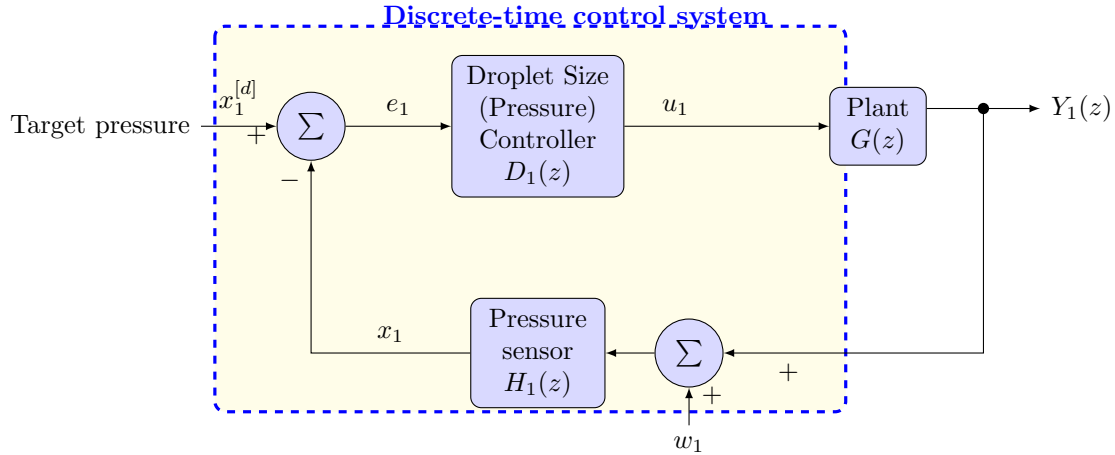 Discrete-time control system
Target pressure
x_1^{[d]}
+
−
Σ
e_1
Droplet Size
(Pressure)
Controller
D_1(z)
u_1
Plant
G(z)
Y_1(z)
x_1
Pressure
sensor
H_1(z)
Σ
+
+
w_1